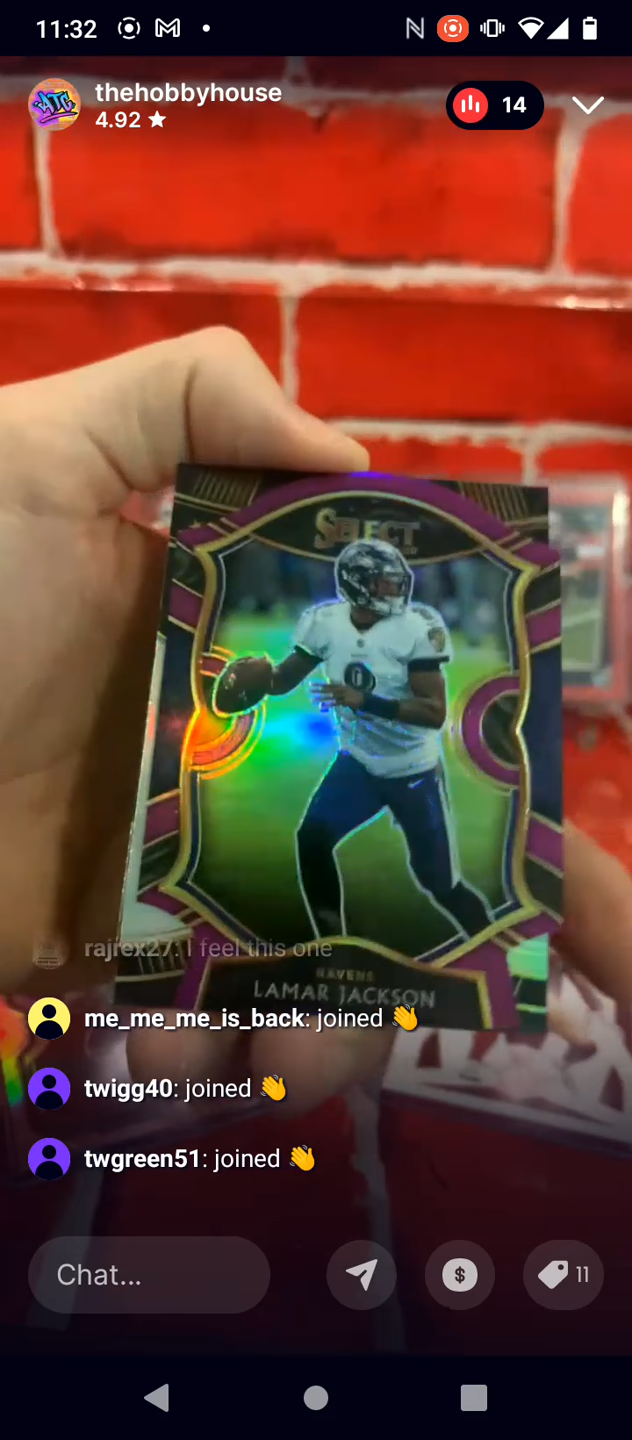 11:32
thehobbyhouse
4.92 ★
14
SELECT
rajrex27: I feel this one
RAVENS
LAMAR JACKSON
me_me_me_is_back: joined 👋
twigg40: joined 👋
twgreen51: joined 👋
Chat...
$
11